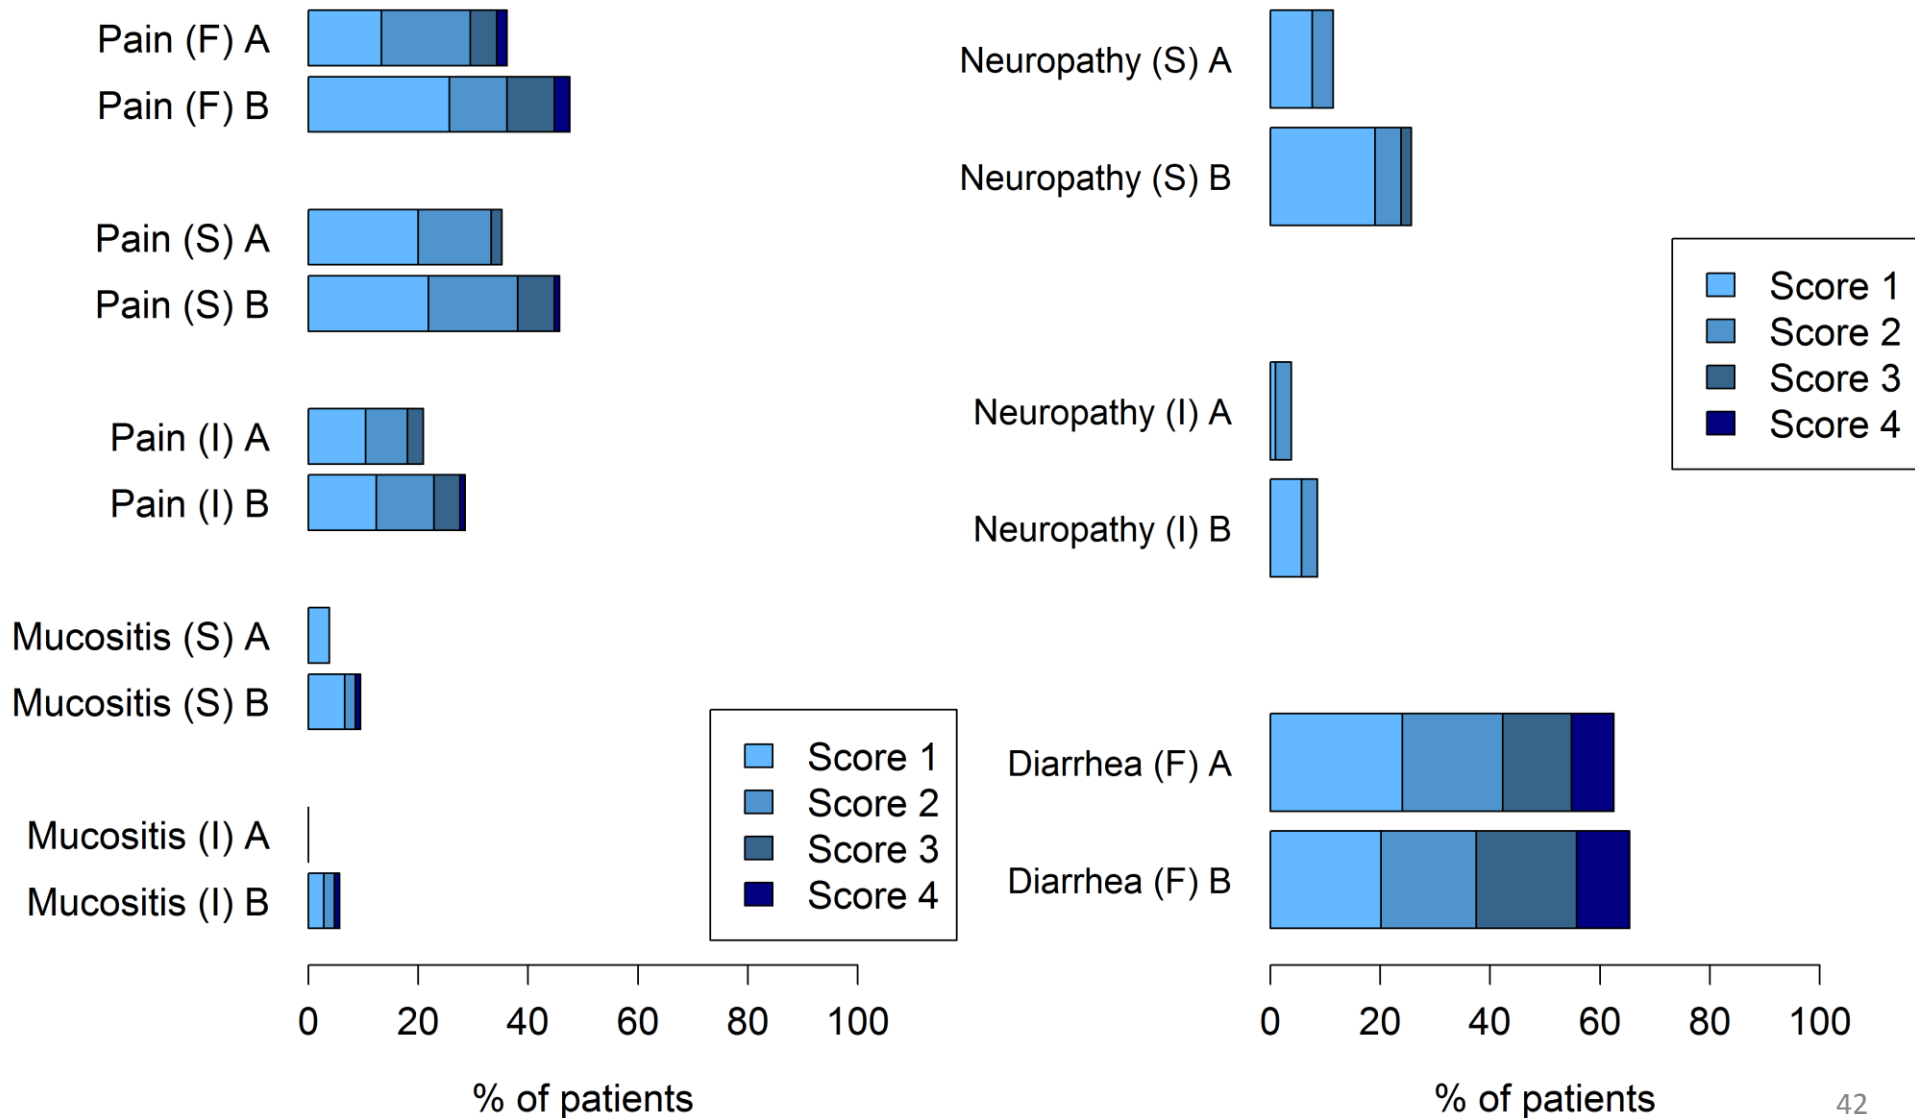 Pain (F) A
Pain (F) B
Pain (S) A
Pain (S) B
Pain (I) A
Pain (I) B
Mucositis (S) A
Mucositis (S) B
Mucositis (I) A
Mucositis (I) B
Score 1
Score 2
Score 3
Score 4
0 20 40 60 80 100
% of patients
Neuropathy (S) A
Neuropathy (S) B
Neuropathy (I) A
Neuropathy (I) B
Diarrhea (F) A
Diarrhea (F) B
Score 1
Score 2
Score 3
Score 4
0 20 40 60 80 100
% of patients
42